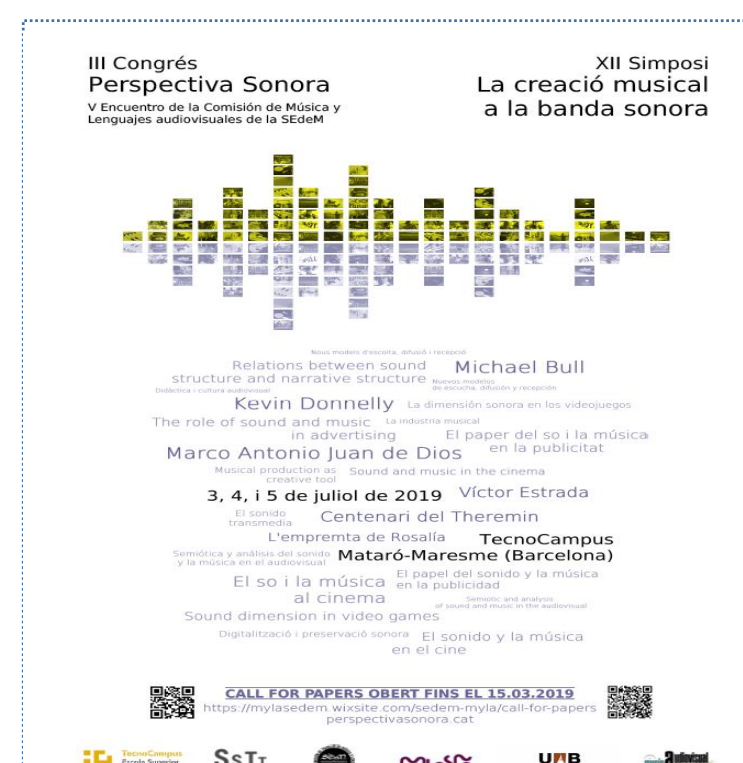 III Congrés
Perspectiva Sonora
V Encuentro de la Comisión de Música y
Lenguajes audiovisuales de la SEdeM
XII Simposi
La creació musical
a la banda sonora
Nous models d'escolta, difusió i recepció
Relations between sound
structure and narrative structure
Michael Bull
Nuevos modelos
de escucha, difusión y recepción
Didàctica i cultura audiovisual
Kevin Donnelly
La dimensión sonora en los videojuegos
The role of sound and music
in advertising
La industria musical
El paper del so i la música
en la publicitat
Marco Antonio Juan de Dios
Musical production as
creative tool
Sound and music in the cinema
3, 4, i 5 de juliol de 2019
Víctor Estrada
El sonido
transmedia
Centenari del Theremin
L'empremta de Rosalía
TecnoCampus
Mataró-Maresme (Barcelona)
Semiótica y análisis del sonido
y la música en el audiovisual
El so i la música
al cinema
El papel del sonido y la música
en la publicidad
Semiotic and analysis
of sound and music in the audiovisual
Sound dimension in video games
Digitalització i preservació sonora
El sonido y la música
en el cine
CALL FOR PAPERS OBERT FINS EL 15.03.2019
https://mylasedem.wixsite.com/sedem-myla/call-for-papers
perspectivasonora.cat
TecnoCampus
Escola Superior
SSTT
UAB
audiovisual